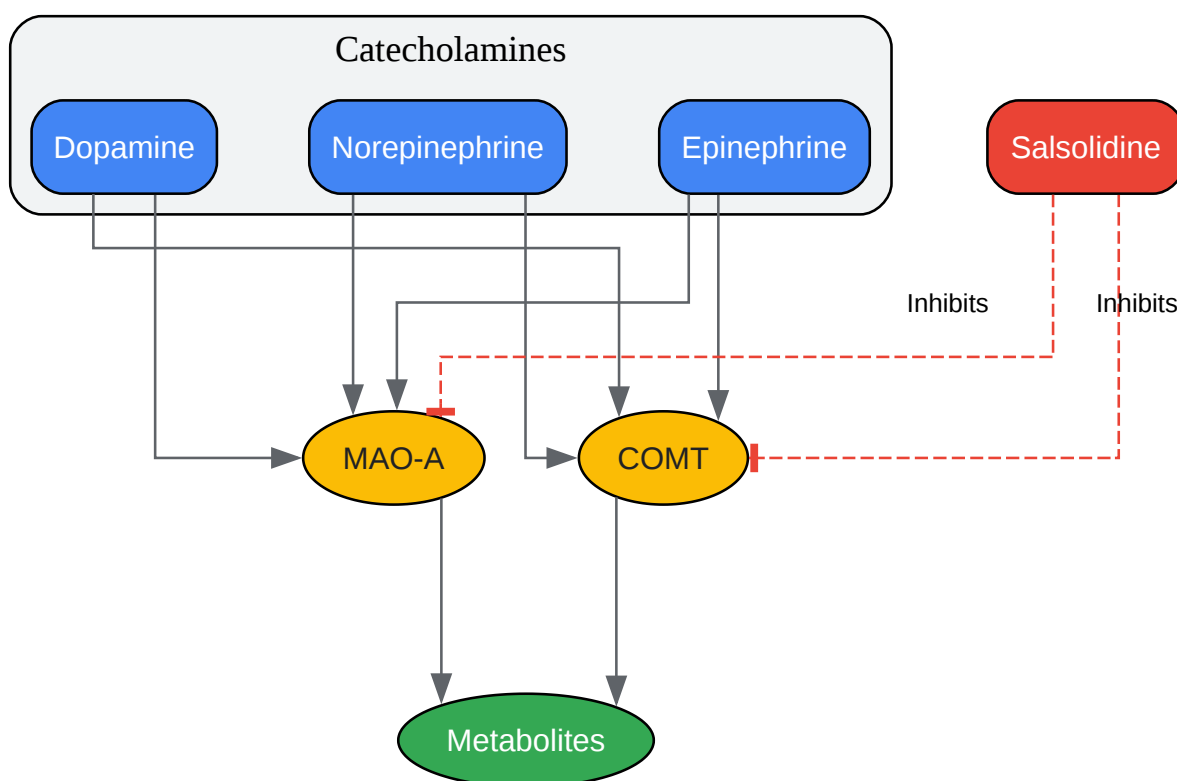 Catecholamines
Dopamine
Norepinephrine
Epinephrine
Salsolidine
Inhibits
Inhibits
MAO-A
COMT
Metabolites